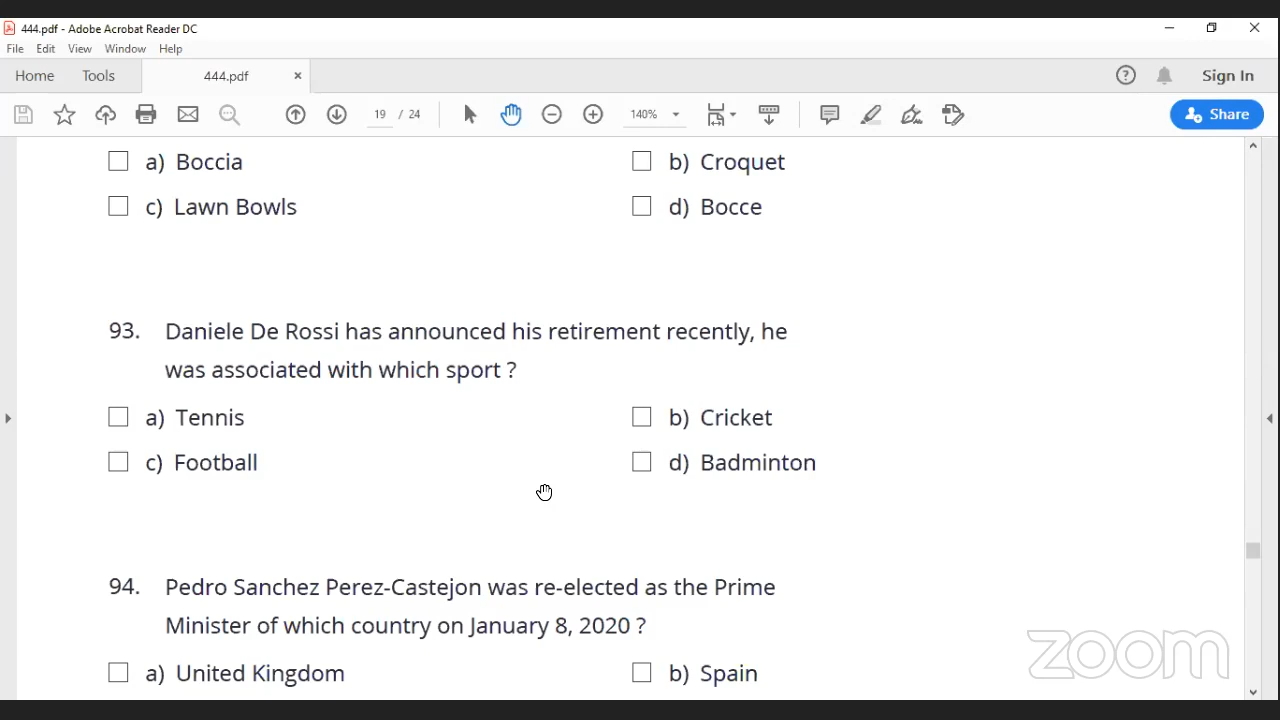 444.pdf - Adobe Acrobat Reader DC
File Edit View Window Help
Home Tools 444.pdf × Sign In
19 / 24 140% Share
a) Boccia b) Croquet
c) Lawn Bowls d) Bocce
93. Daniele De Rossi has announced his retirement recently, he
was associated with which sport ?
a) Tennis b) Cricket
c) Football d) Badminton
94. Pedro Sanchez Perez-Castejon was re-elected as the Prime
Minister of which country on January 8, 2020 ?
zoom
a) United Kingdom b) Spain